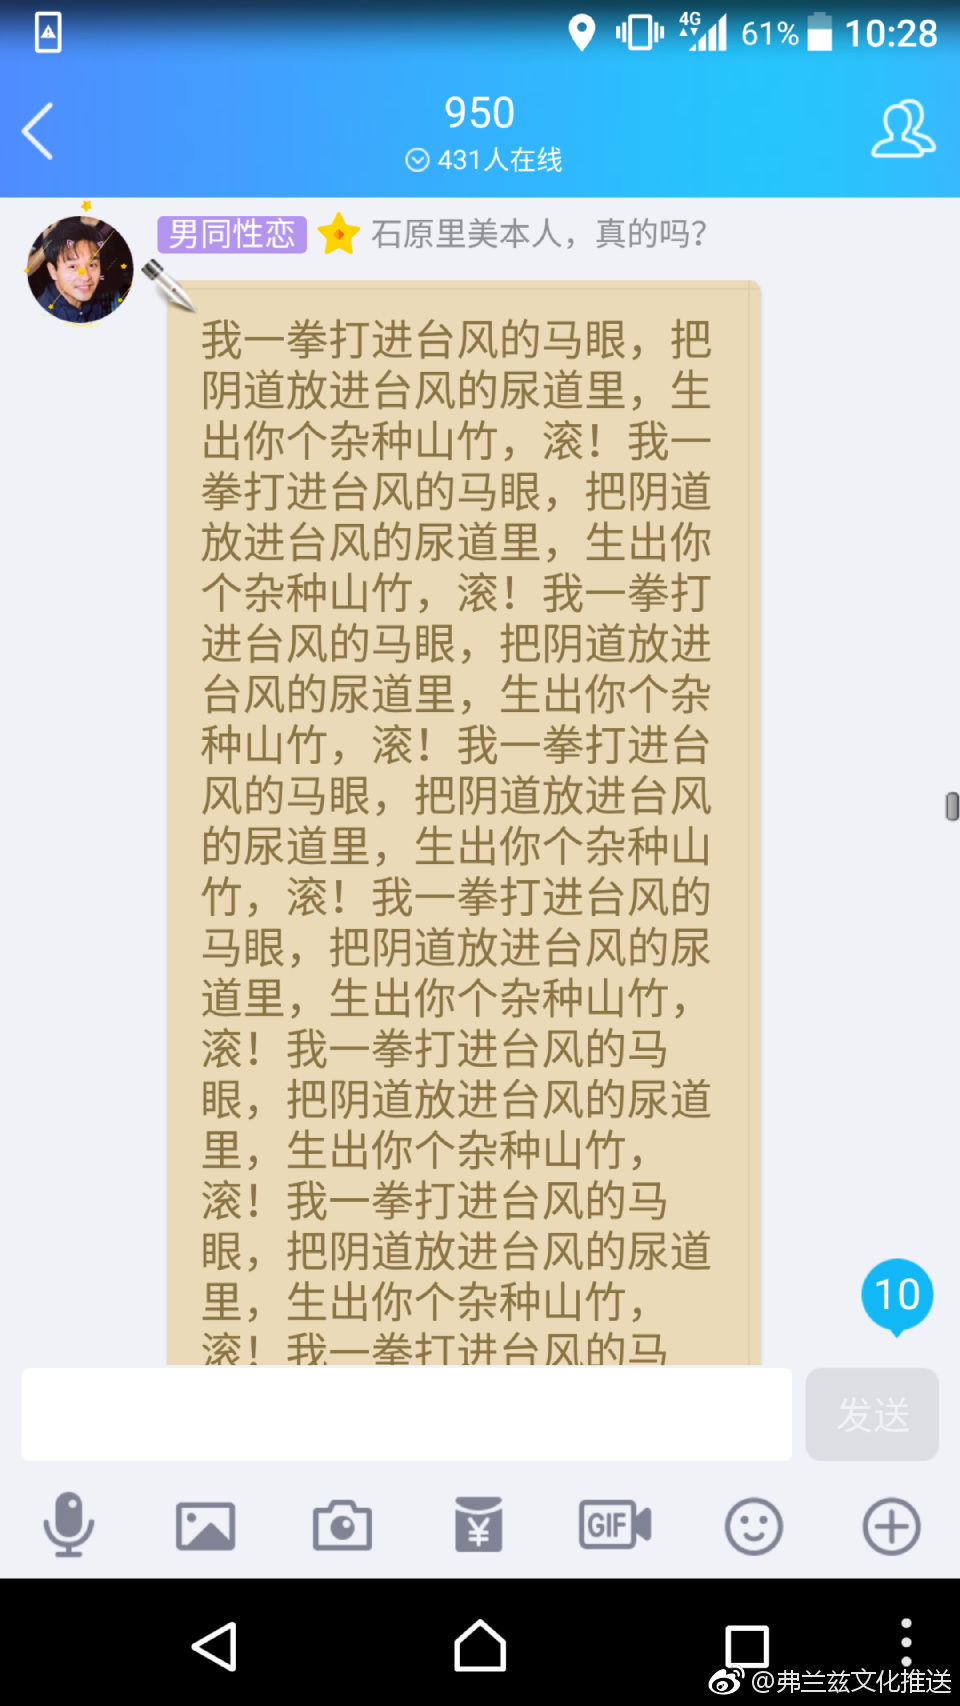 4G
61%
10:28
950
431人在线
男同性恋
石原里美本人，真的吗?
我一拳打进台风的马眼，把
阴道放进台风的尿道里，生
出你个杂种山竹，滚！我一
拳打进台风的马眼，把阴道
放进台风的尿道里，生出你
个杂种山竹，滚！我一拳打
进台风的马眼，把阴道放进
台风的尿道里，生出你个杂
种山竹，滚！我一拳打进台
风的马眼，把阴道放进台风
的尿道里，生出你个杂种山
竹，滚！我一拳打进台风的
马眼，把阴道放进台风的尿
道里，生出你个杂种山竹，
滚！我一拳打进台风的马
眼，把阴道放进台风的尿道
里，生出你个杂种山竹，
滚！我一拳打进台风的马
眼，把阴道放进台风的尿道
里，生出你个杂种山竹，
滚！我一拳打进台风的马
10
发送
¥
GIF
@弗兰兹文化推送